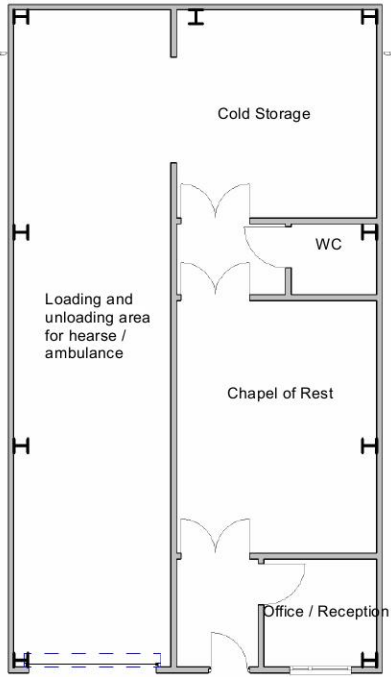 Cold Storage
WC
Loading and
unloading area
for hearse /
ambulance
Chapel of Rest
Office / Reception